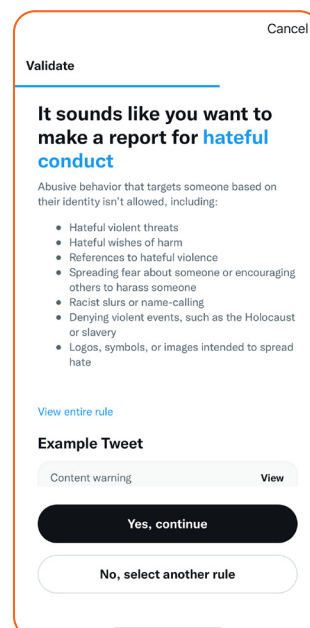 Cancel
Validate
It sounds like you want to
make a report for hateful
conduct
Abusive behavior that targets someone based on
their identity isn't allowed, including:
• Hateful violent threats
• Hateful wishes of harm
• References to hateful violence
• Spreading fear about someone or encouraging
others to harass someone
• Racist slurs or name-calling
• Denying violent events, such as the Holocaust
or slavery
• Logos, symbols, or images intended to spread
hate
View entire rule
Example Tweet
Content warning View
Yes, continue
No, select another rule